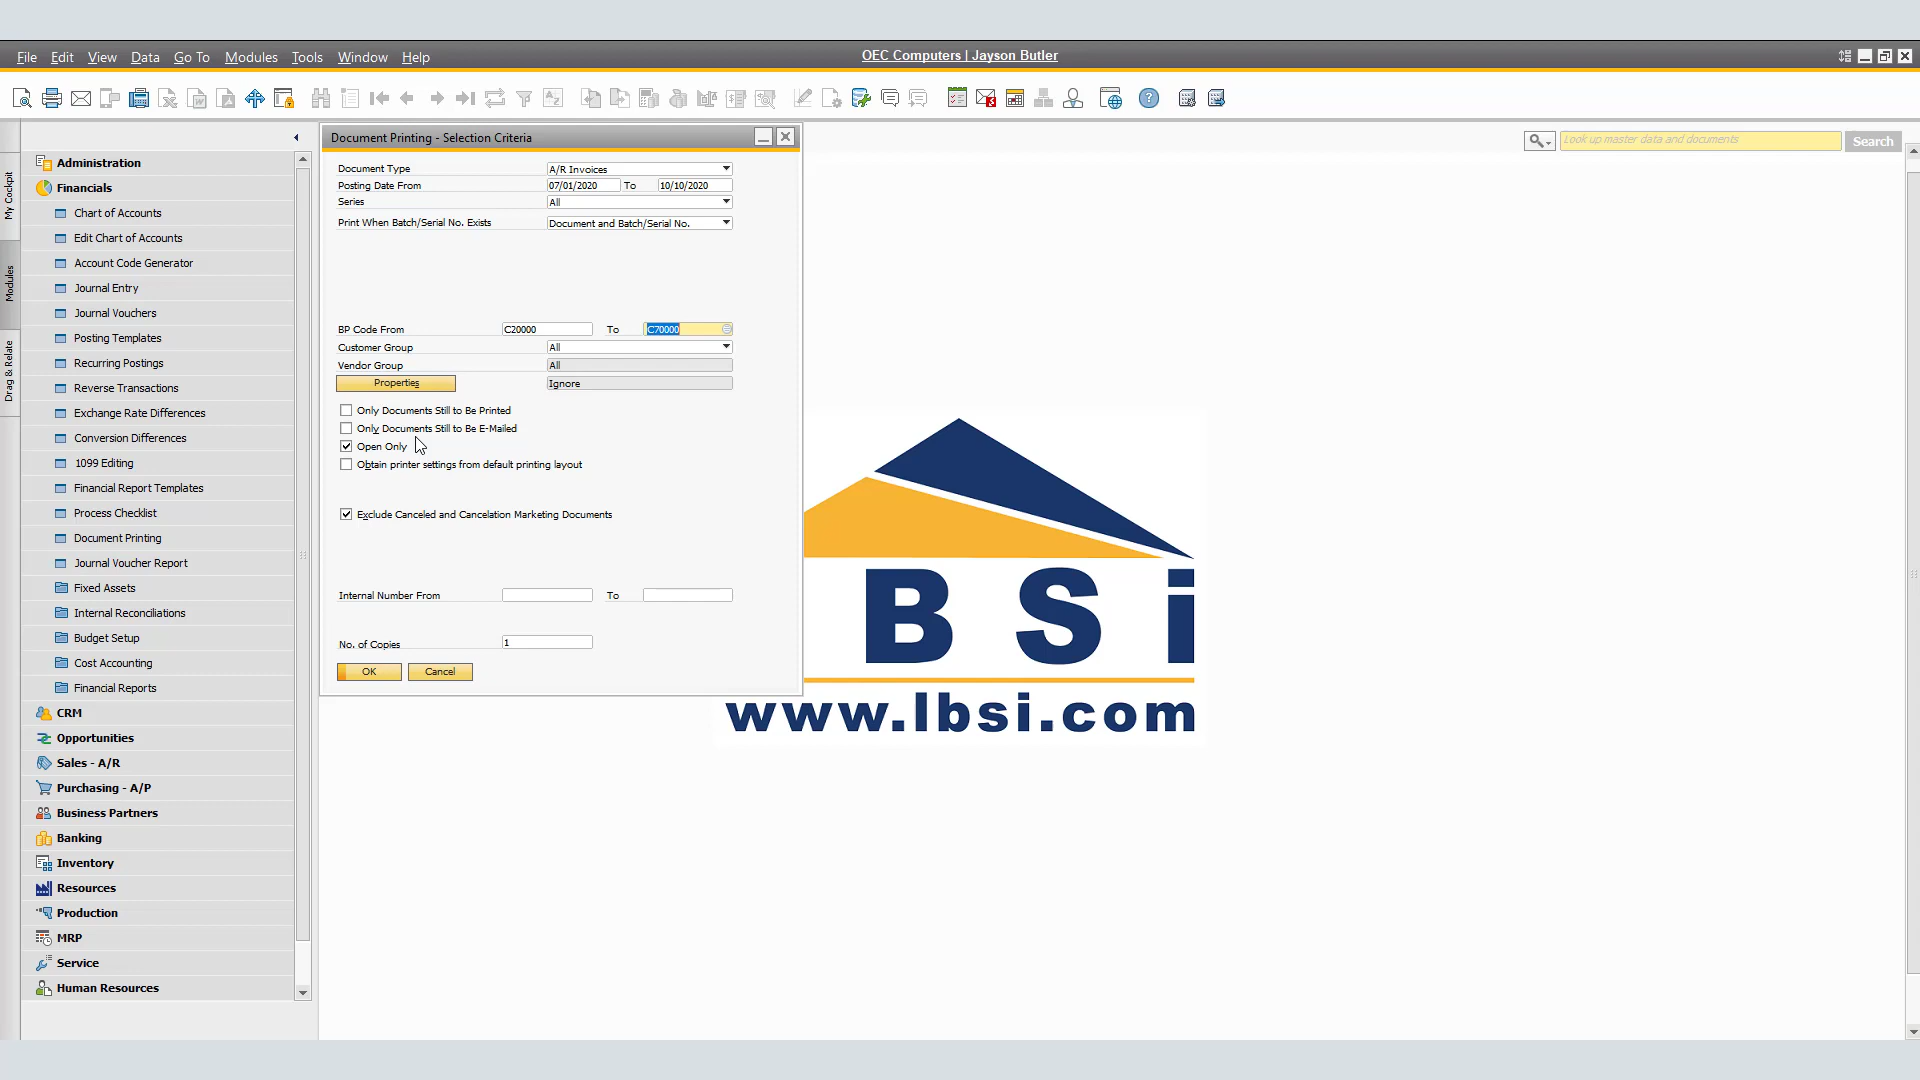 File Edit View Data Go To Modules Tools Window Help
OEC Computers | Jayson Butler
Look up master data and documents
Search
My Cockpit
Modules
Drag & Relate
Administration
Financials
Chart of Accounts
Edit Chart of Accounts
Account Code Generator
Journal Entry
Journal Vouchers
Posting Templates
Recurring Postings
Reverse Transactions
Exchange Rate Differences
Conversion Differences
1099 Editing
Financial Report Templates
Process Checklist
Document Printing
Journal Voucher Report
Fixed Assets
Internal Reconciliations
Budget Setup
Cost Accounting
Financial Reports
CRM
Opportunities
Sales - A/R
Purchasing - A/P
Business Partners
Banking
Inventory
Resources
Production
MRP
Service
Human Resources
Document Printing - Selection Criteria
Document Type A/R Invoices
Posting Date From 07/01/2020 To 10/10/2020
Series All
Print When Batch/Serial No. Exists Document and Batch/Serial No.
BP Code From C20000 To C70000
Customer Group All
Vendor Group All
Properties Ignore
Only Documents Still to Be Printed
Only Documents Still to Be E-Mailed
Open Only
Obtain printer settings from default printing layout
Exclude Canceled and Cancelation Marketing Documents
Internal Number From To
No. of Copies 1
OK Cancel
B S i
www.lbsi.com